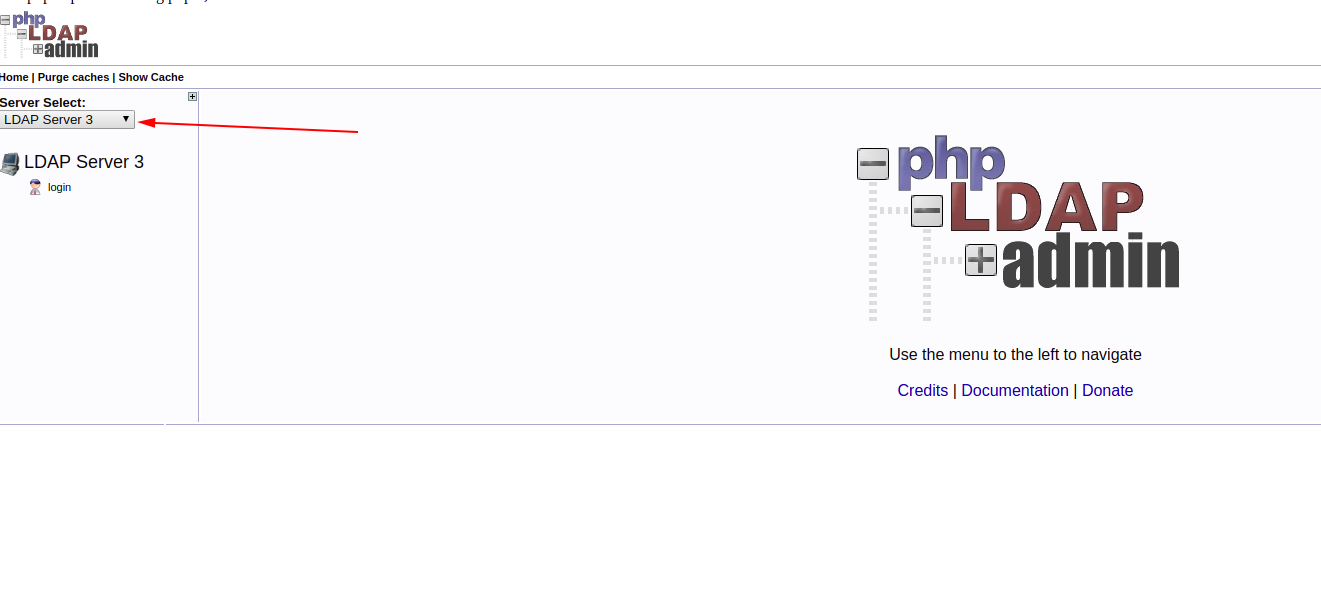 php
LDAP
admin
Home | Purge caches | Show Cache
Server Select:
LDAP Server 3
LDAP Server 3
login
php
LDAP
admin
Use the menu to the left to navigate
Credits | Documentation | Donate